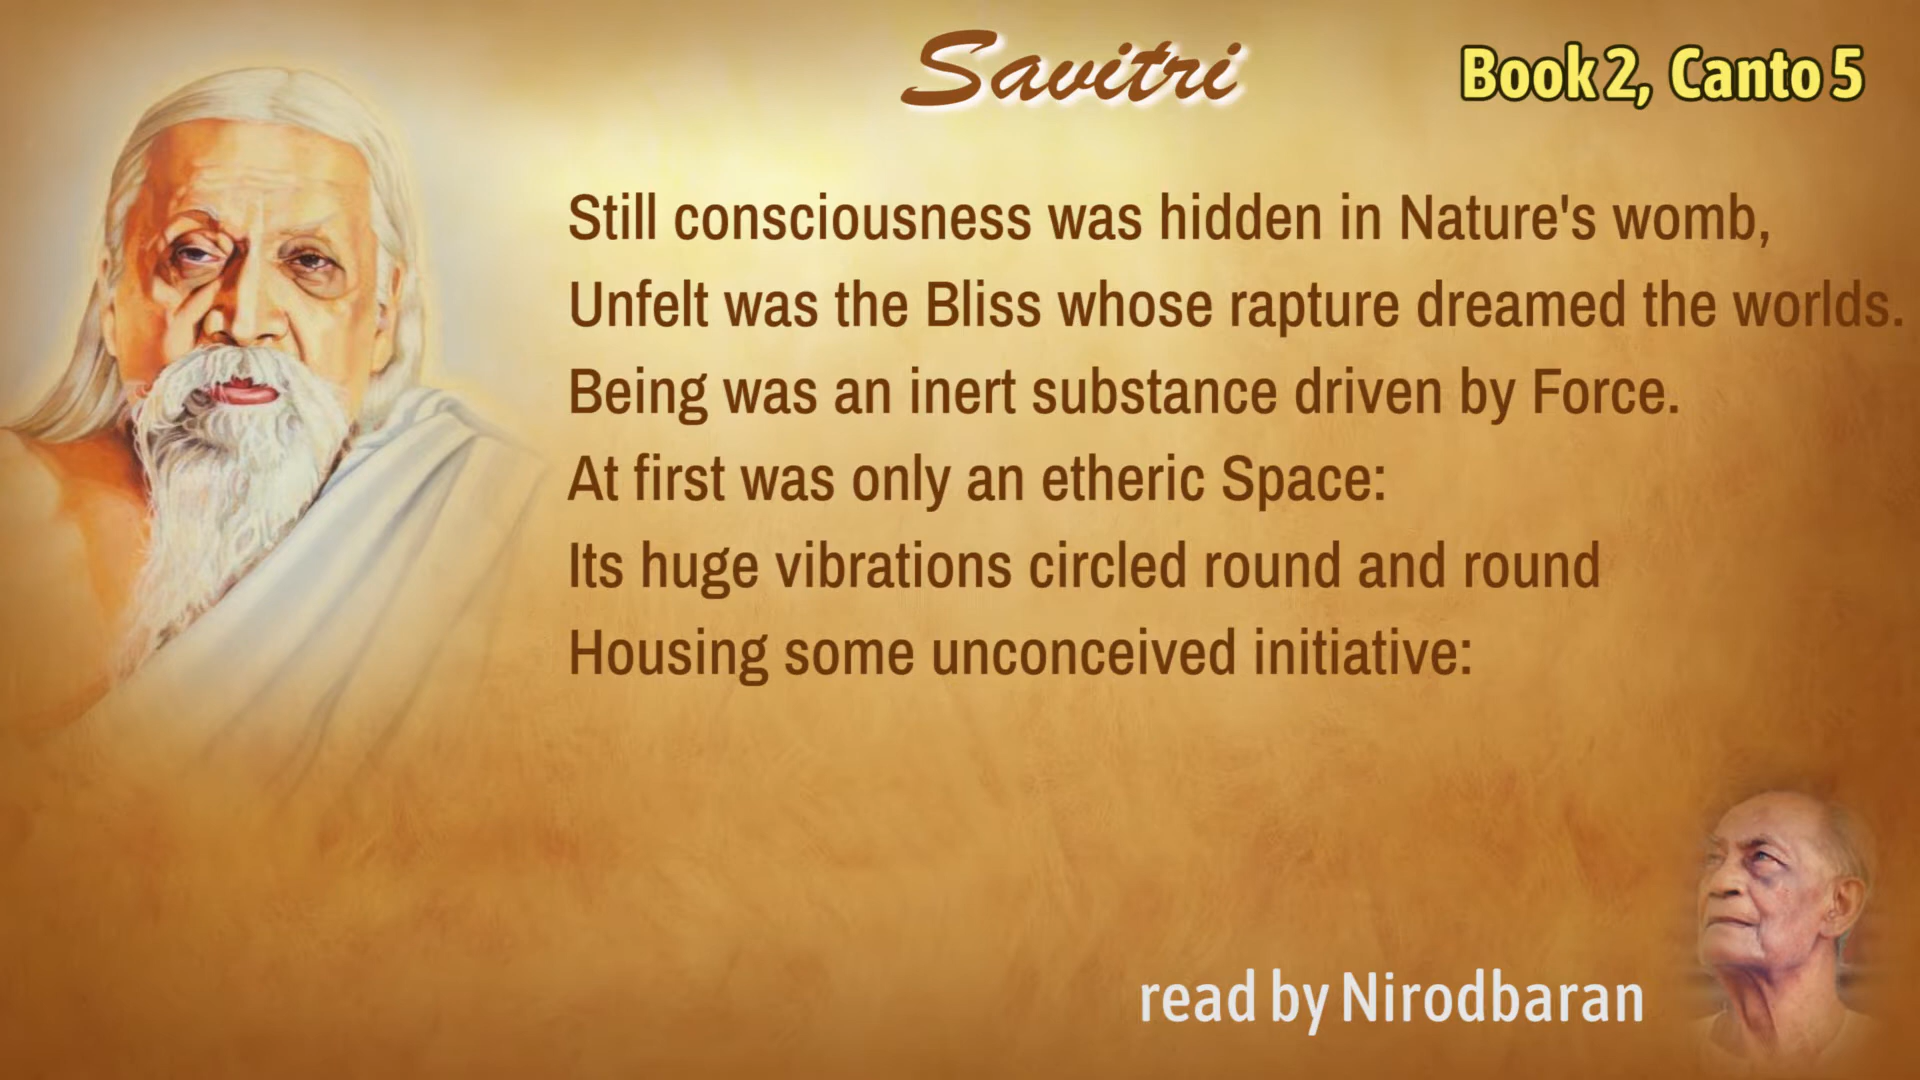 Savitri
Book 2, Canto 5
Still consciousness was hidden in Nature's womb,
Unfelt was the Bliss whose rapture dreamed the worlds.
Being was an inert substance driven by Force.
At first was only an etheric Space:
Its huge vibrations circled round and round
Housing some unconceived initiative:
read by Nirodbaran